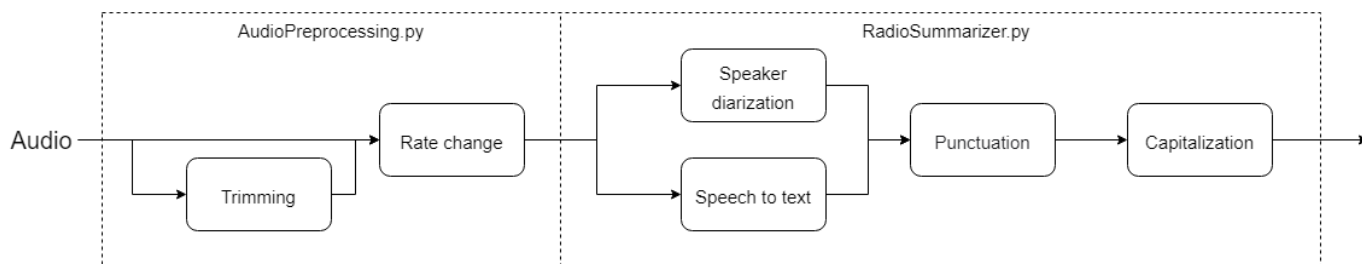 AudioPreprocessing.py
RadioSummarizer.py
Audio
Trimming
Rate change
Speaker
diarization
Speech to text
Punctuation
Capitalization